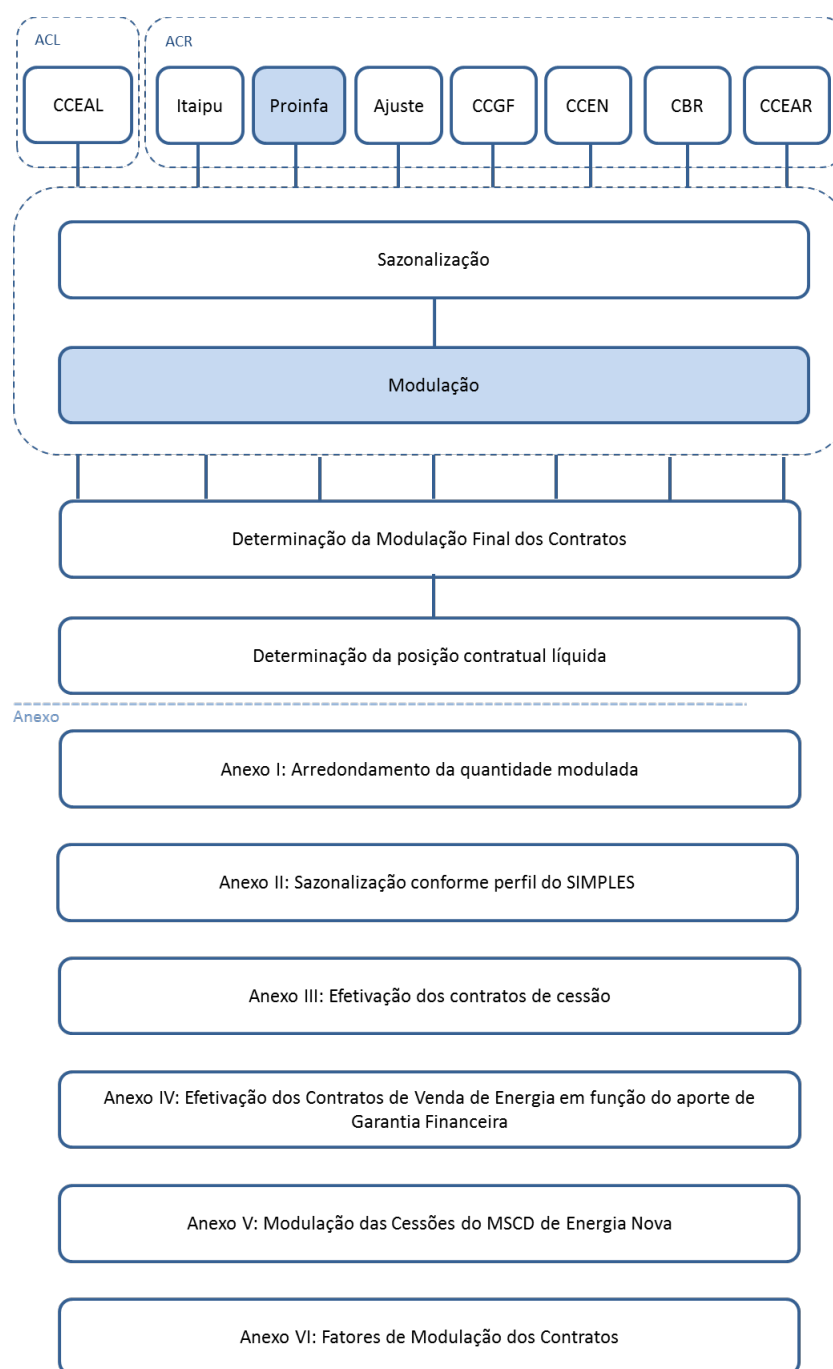 ACL
ACR
CCEAL
Itaipu
Proinfa
Ajuste
CCGF
CCEN
CBR
CCEAR
Sazonalização
Modulação
Determinação da Modulação Final dos Contratos
Determinação da posição contratual líquida
Anexo
Anexo I: Arredondamento da quantidade modulada
Anexo II: Sazonalização conforme perfil do SIMPLES
Anexo III: Efetivação dos contratos de cessão
Anexo IV: Efetivação dos Contratos de Venda de Energia em função do aporte de
Garantia Financeira
Anexo V: Modulação das Cessões do MSCD de Energia Nova
Anexo VI: Fatores de Modulação dos Contratos